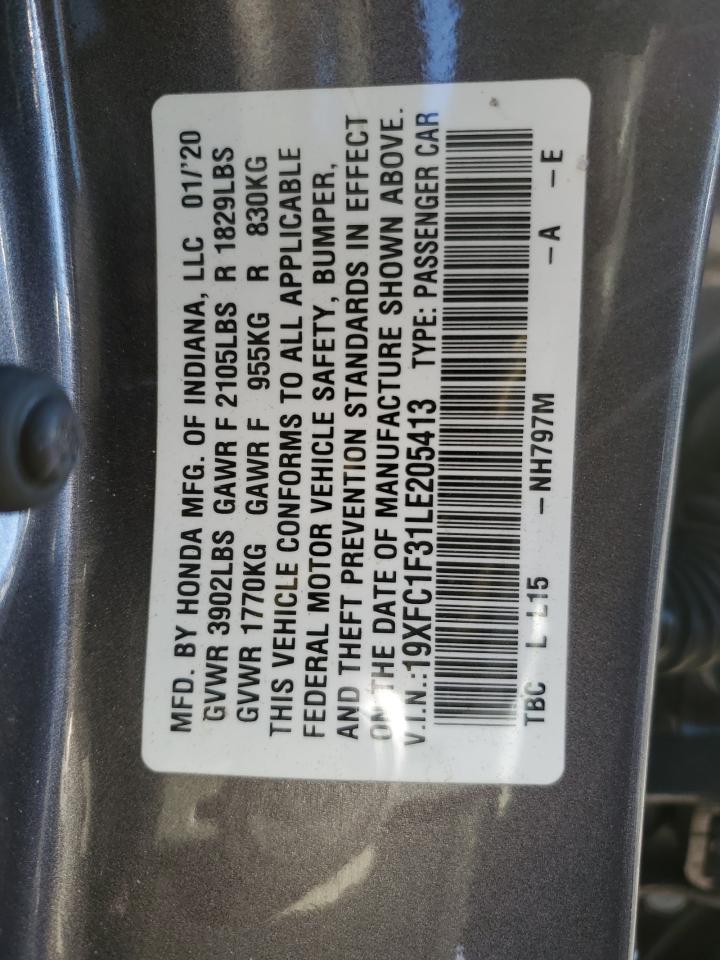 MFD. BY HONDA MFG. OF INDIANA, LLC 01/'20
GVWR 3902LBS GAWR F 2105LBS R 1829LBS
GVWR 1770KG GAWR F 955KG R 830KG
THIS VEHICLE CONFORMS TO ALL APPLICABLE
FEDERAL MOTOR VEHICLE SAFETY, BUMPER,
AND THEFT PREVENTION STANDARDS IN EFFECT
ON THE DATE OF MANUFACTURE SHOWN ABOVE.
V.I.N.:19XFC1F31LE205413 TYPE: PASSENGER CAR
TBC L-L15 -NH797M -A -E